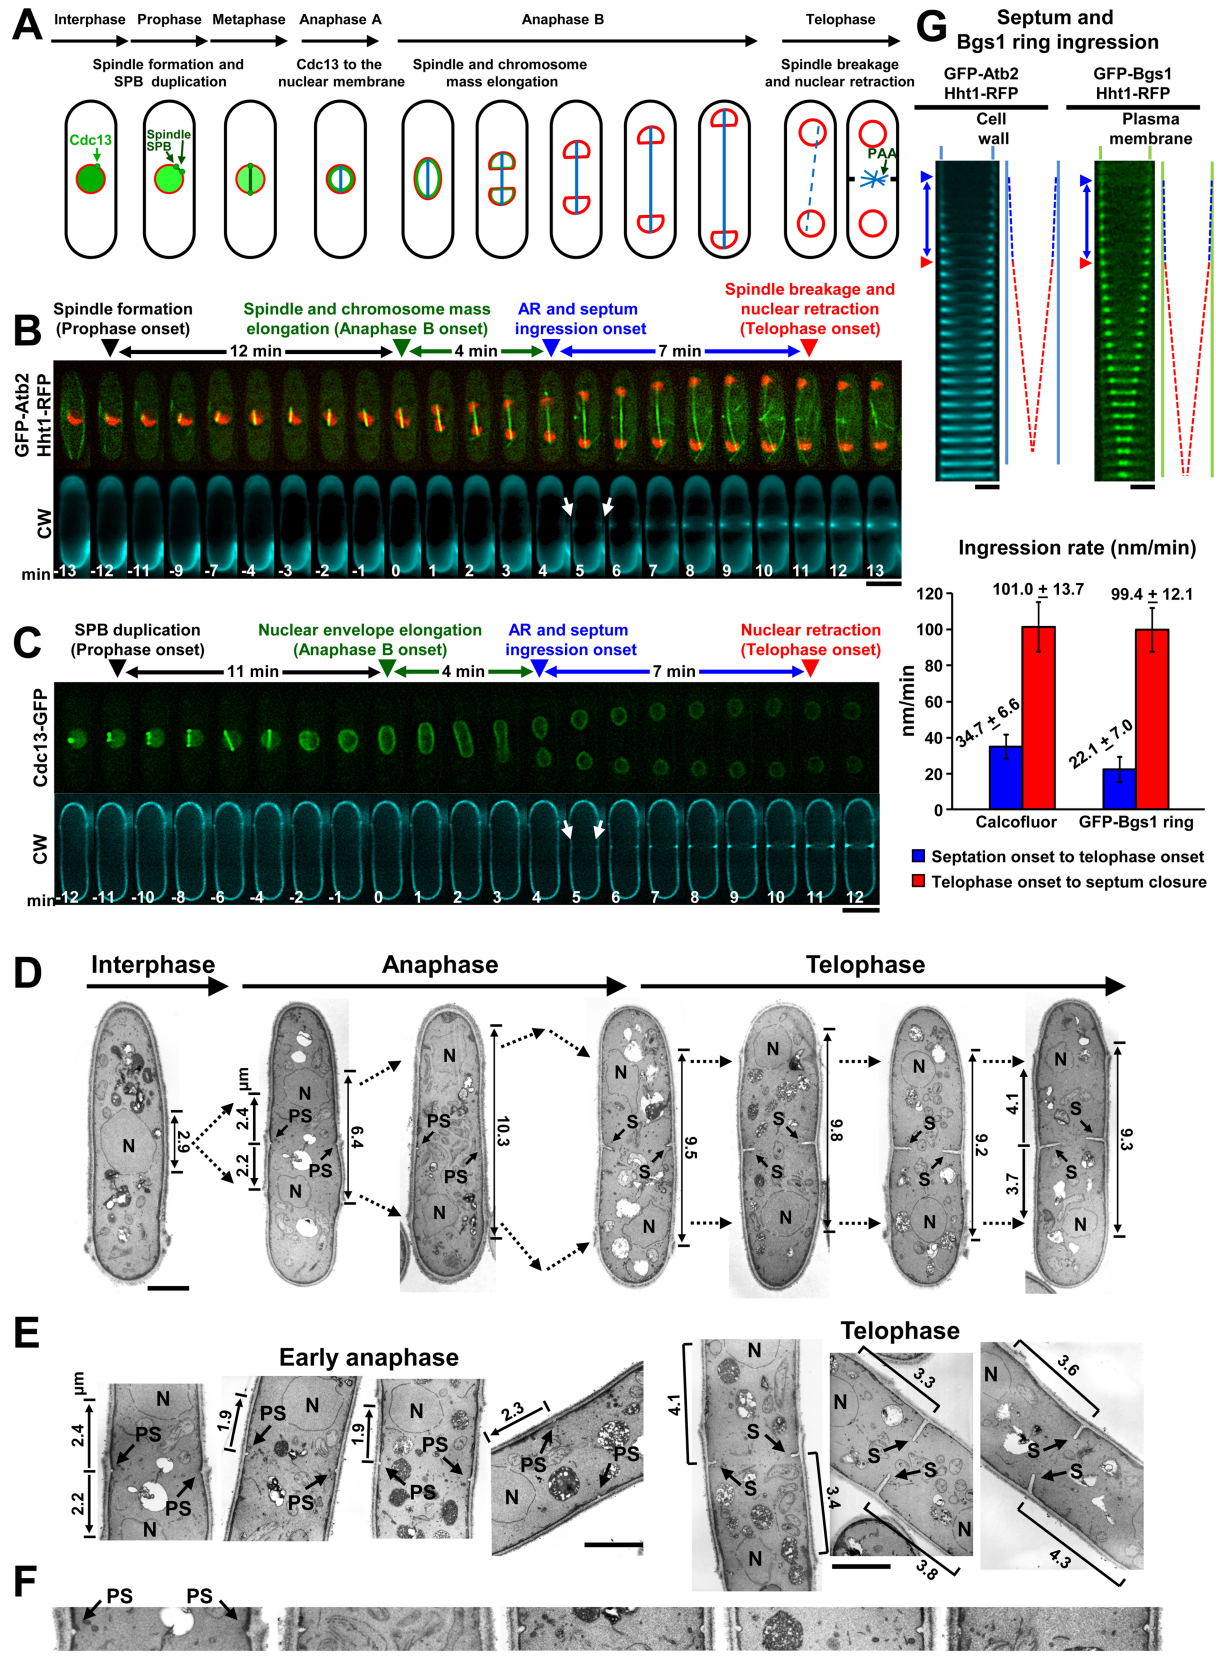 A
Interphase Prophase Metaphase Anaphase A Anaphase B Telophase
Spindle formation and
SPB duplication
Cdc13 to the
nuclear membrane
Spindle and chromosome
mass elongation
Spindle breakage
and nuclear retraction
Cdc13
Spindle
SPB
PAA
B
Spindle formation
(Prophase onset)
Spindle and chromosome mass
elongation (Anaphase B onset)
AR and septum
ingression onset
Spindle breakage and
nuclear retraction
(Telophase onset)
12 min 4 min 7 min
GFP-Atb2
Hht1-RFP
CW
min -13 -12 -11 -9 -7 -4 -3 -2 -1 0 1 2 3 4 5 6 7 8 9 10 11 12 13
C
SPB duplication
(Prophase onset)
Nuclear envelope elongation
(Anaphase B onset)
AR and septum
ingression onset
Nuclear retraction
(Telophase onset)
11 min 4 min 7 min
Cdc13-GFP
CW
min -12 -11 -10 -8 -6 -4 -2 -1 0 1 2 3 4 5 6 7 8 9 10 11 12
G
Septum and
Bgs1 ring ingression
GFP-Atb2
Hht1-RFP
GFP-Bgs1
Hht1-RFP
Cell
wall
Plasma
membrane
Ingression rate (nm/min)
nm/min
120
100
80
60
40
20
0
34.7 ± 6.6
101.0 ± 13.7
22.1 ± 7.0
99.4 ± 12.1
Calcofluor GFP-Bgs1 ring
Septation onset to telophase onset
Telophase onset to septum closure
D
Interphase Anaphase Telophase
N
2.9
µm
2.4
2.2
N
PS
PS
N
6.4
N
PS
PS
N
10.3
N
S
S
N
9.5
N
S
S
N
9.8
S
S
N
9.2
4.1
3.7
S
S
N
9.3
E
Early anaphase
Telophase
µm
2.4
2.2
N
PS
PS
N
1.9
N
PS
PS
1.9
N
PS
PS
2.3
PS
PS
N
4.1
N
S
S
N
3.4
3.3
N
S
S
N
3.8
3.6
N
S
S
4.3
F
PS PS